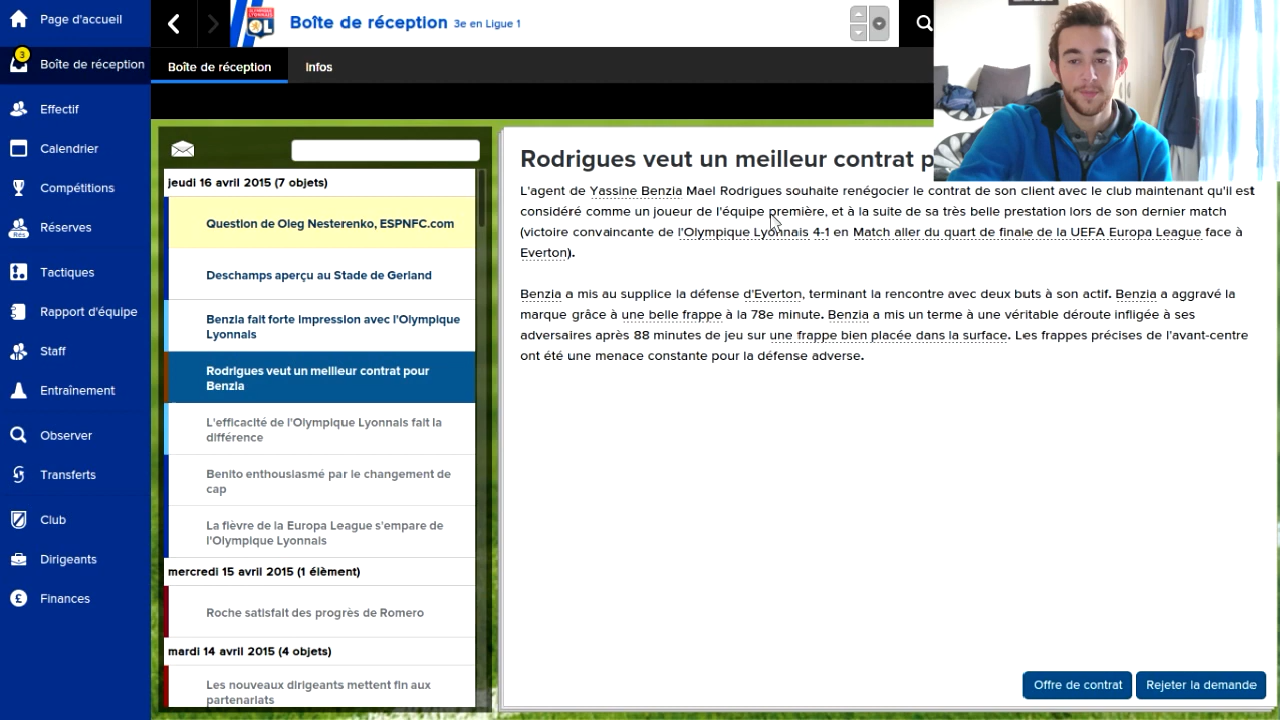 Page d'accueil
Boîte de réception
3e en Ligue 1
3
Boîte de réception
Boîte de réception
Infos
Effectif
Calendrier
Compétitions
Rés
Réserves
Tactiques
Rapport d'équipe
Staff
Entraînement
Observer
Transferts
Club
Dirigeants
Finances
jeudi 16 avril 2015 (7 objets)
Question de Oleg Nesterenko, ESPNFC.com
Deschamps aperçu au Stade de Gerland
Benzia fait forte impression avec l'Olympique
Lyonnais
Rodrigues veut un meilleur contrat pour
Benzia
L'efficacité de l'Olympique Lyonnais fait la
différence
Benito enthousiasmé par le changement de
cap
La fièvre de la Europa League s'empare de
l'Olympique Lyonnais
mercredi 15 avril 2015 (1 élèment)
Roche satisfait des progrès de Romero
mardi 14 avril 2015 (4 objets)
Les nouveaux dirigeants mettent fin aux
partenariats
Rodrigues veut un meilleur contrat p
L'agent de Yassine Benzia Mael Rodrigues souhaite renégocier le contrat de son client avec le club maintenant qu'il est
considéré comme un joueur de l'équipe première, et à la suite de sa très belle prestation lors de son dernier match
(victoire convaincante de l'Olympique Lyonnais 4-1 en Match aller du quart de finale de la UEFA Europa League face à
Everton).
Benzia a mis au supplice la défense d'Everton, terminant la rencontre avec deux buts à son actif. Benzia a aggravé la
marque grâce à une belle frappe à la 78e minute. Benzia a mis un terme à une véritable déroute infligée à ses
adversaires après 88 minutes de jeu sur une frappe bien placée dans la surface. Les frappes précises de l'avant-centre
ont été une menace constante pour la défense adverse.
Offre de contrat
Rejeter la demande